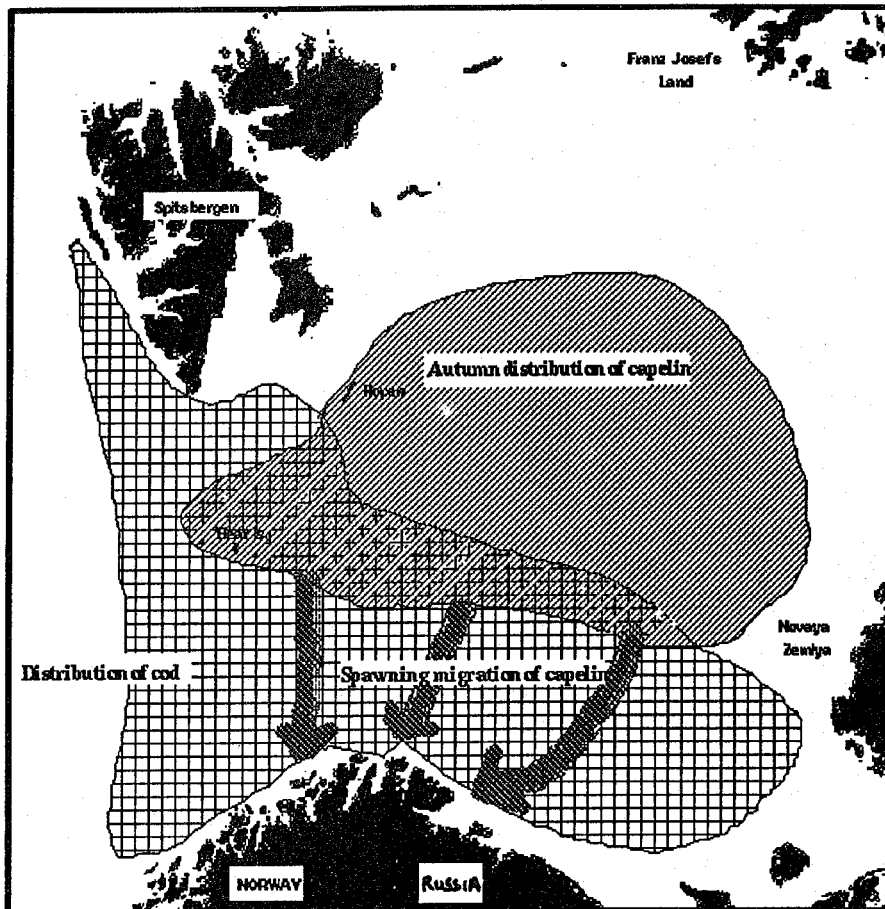 Franz Josefs
Land
Spitsbergen
Autumn distribution of capelin
Hopen
Novaya
Zemlya
Distribution of cod
Spawning migration of capelin
NORWAY
RUSSIA